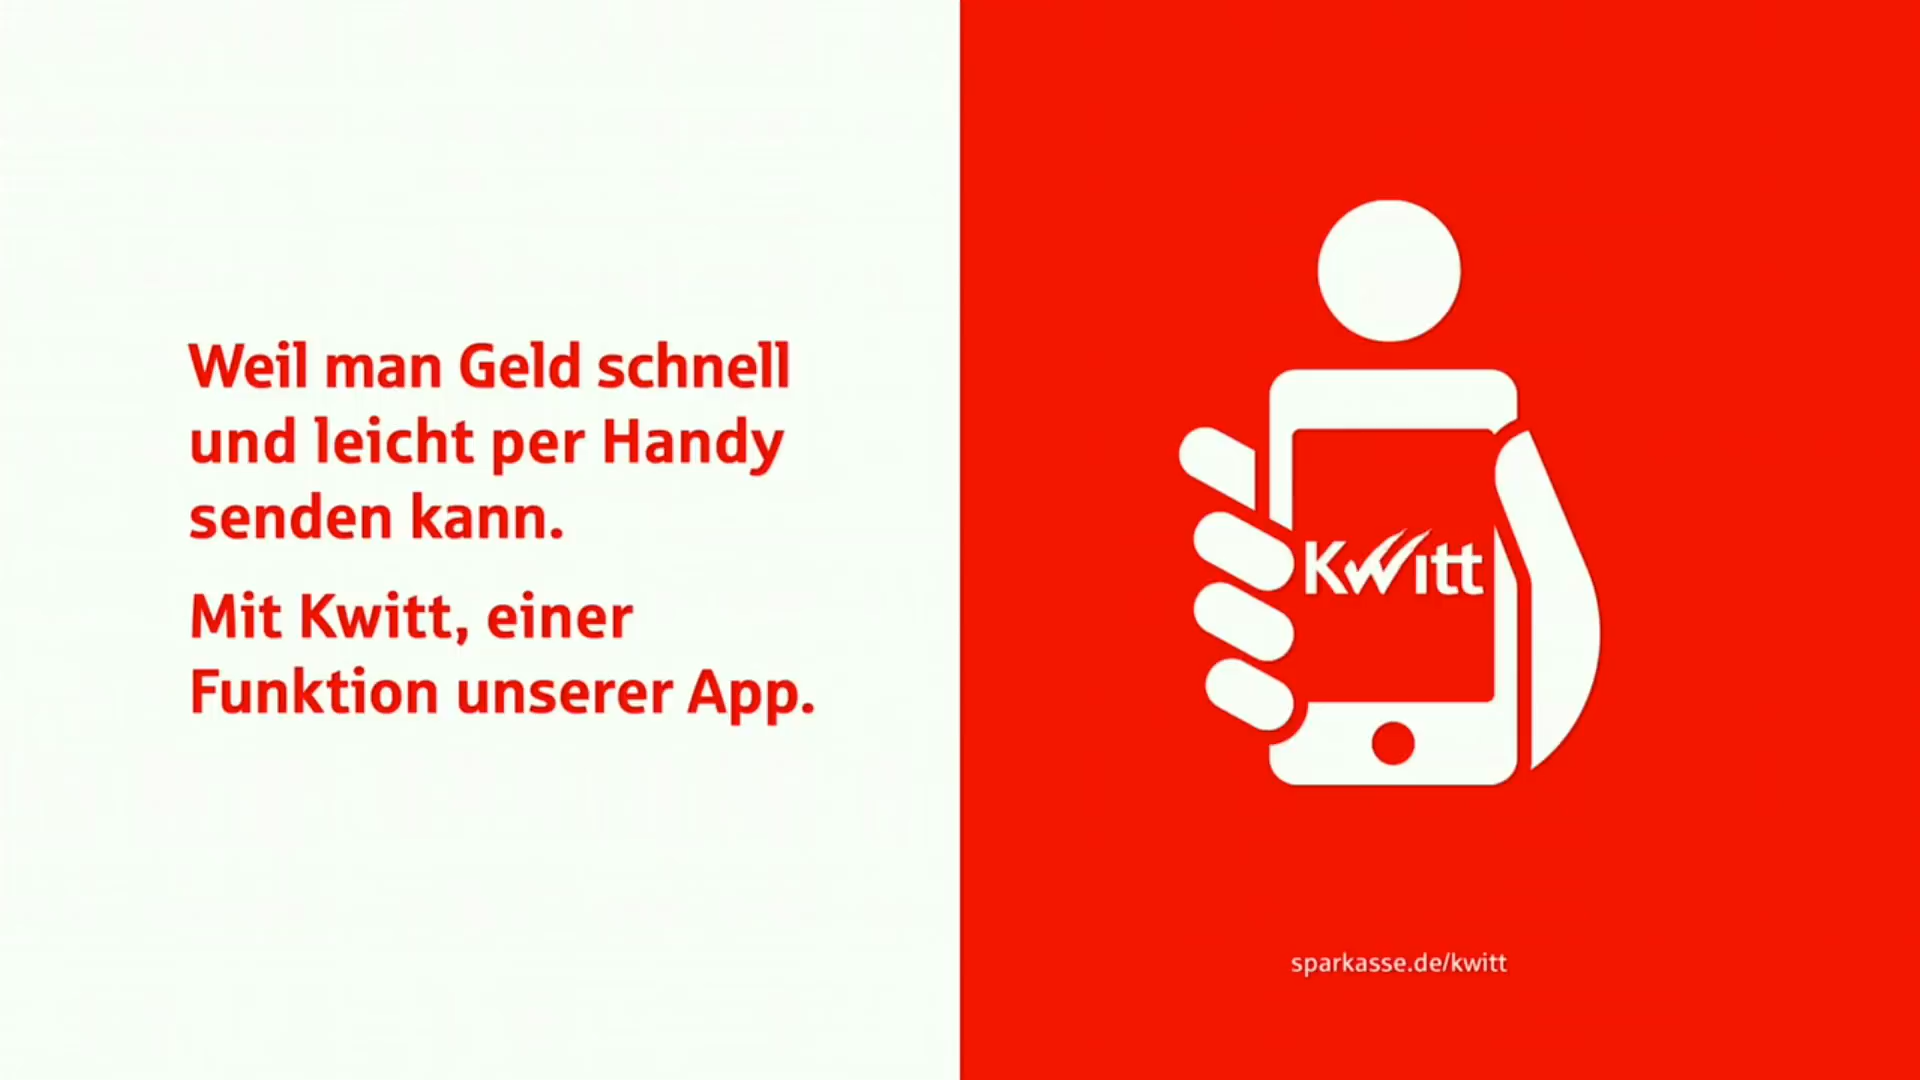 Weil man Geld schnell
und leicht per Handy
senden kann.
Mit Kwitt, einer
Funktion unserer App.
Kwitt
sparkasse.de/kwitt